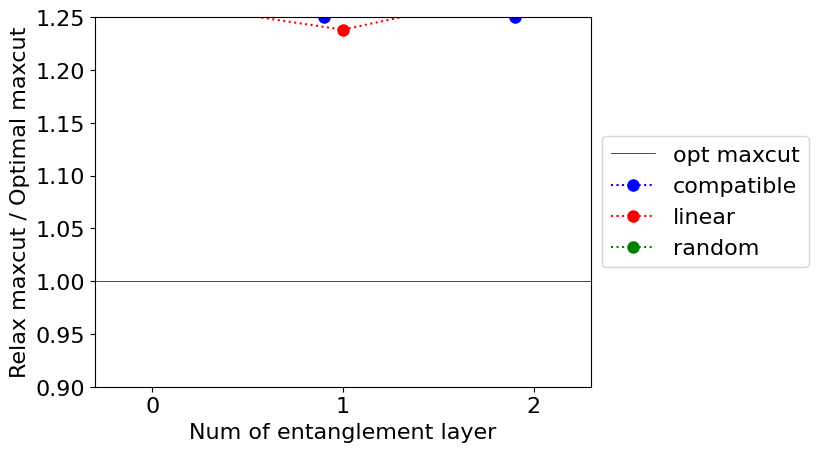 Relax maxcut / Optimal maxcut
1.25
1.20
1.15
1.10
1.05
1.00
0.95
0.90
0 1 2
Num of entanglement layer
opt maxcut
compatible
linear
random